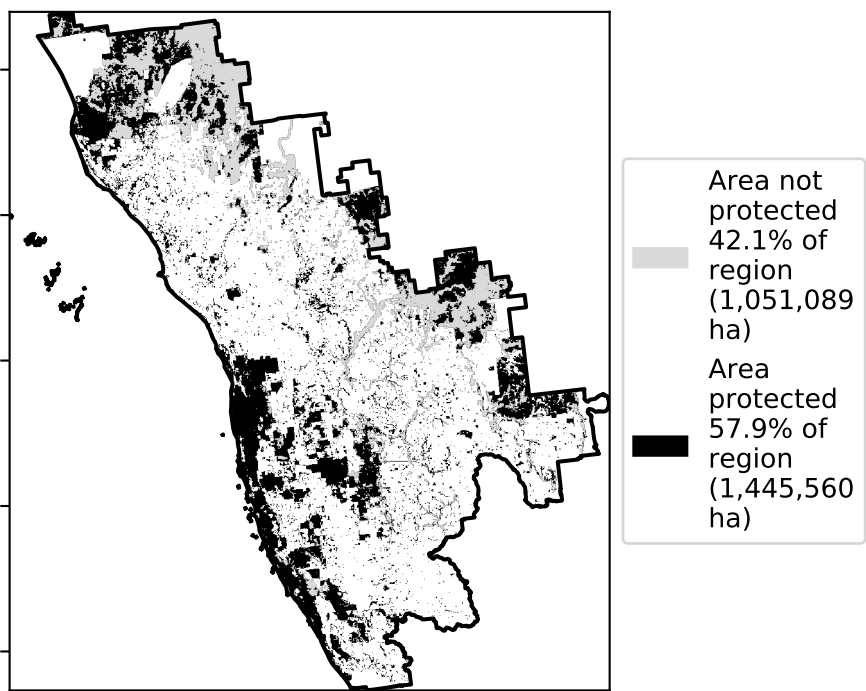 Area not
protected
42.1% of
region
(1,051,089
ha)
Area
protected
57.9% of
region
(1,445,560
ha)